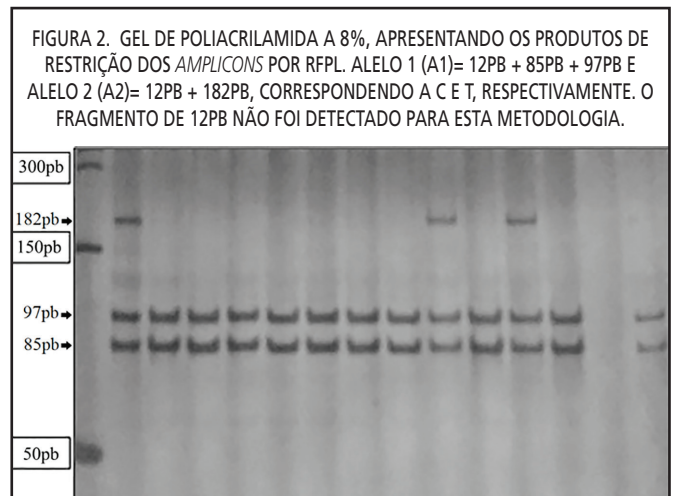 FIGURA 2. GEL DE POLIACRILAMIDA A 8%, APRESENTANDO OS PRODUTOS DE
RESTRIÇÃO DOS AMPLICONS POR RFPL. ALELO 1 (A1)= 12PB + 85PB + 97PB E
ALELO 2 (A2)= 12PB + 182PB, CORRESPONDENDO A C E T, RESPECTIVAMENTE. O
FRAGMENTO DE 12PB NÃO FOI DETECTADO PARA ESTA METODOLOGIA.
300pb
182pb
150pb
97pb
85pb
50pb